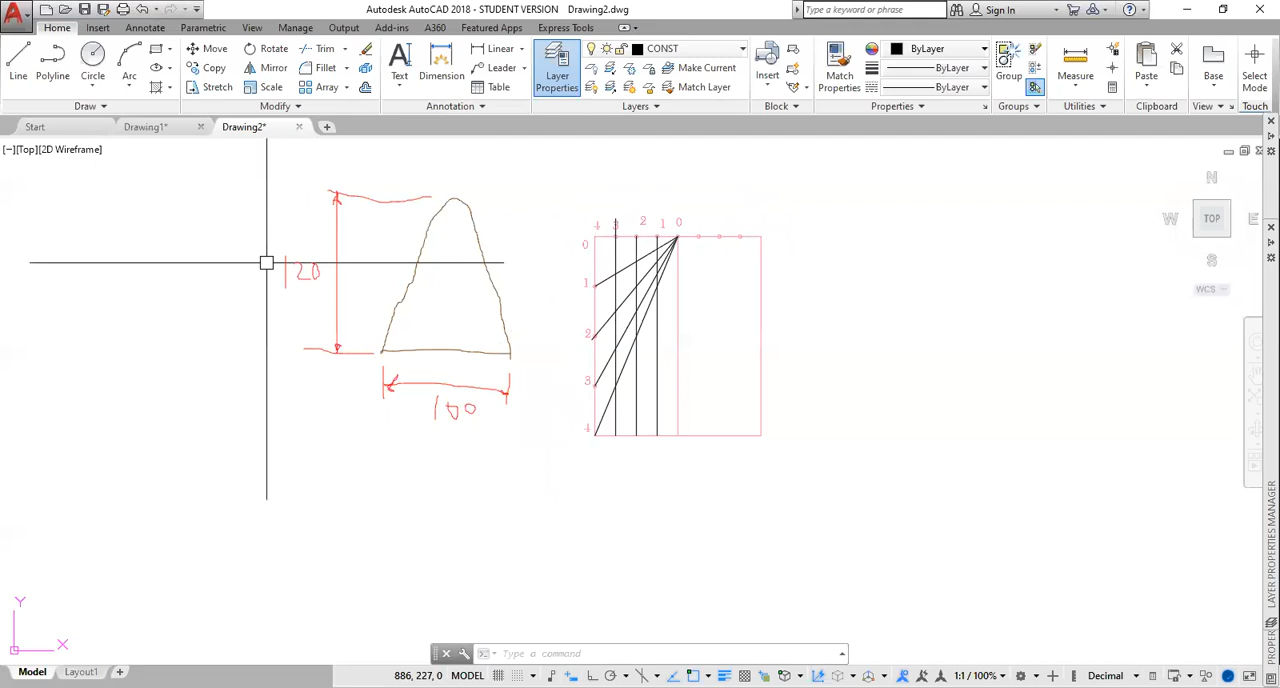 Autodesk AutoCAD 2018 - STUDENT VERSION Drawing2.dwg
Type a keyword or phrase
Sign In
Home Insert Annotate Parametric View Manage Output Add-ins A360 Featured Apps Express Tools
Line Polyline Circle Arc
Move Rotate Trim
Copy Mirror Fillet
Stretch Scale Array
Text Dimension
Linear
Leader
Table
Layer Properties
CONST
Make Current
Match Layer
Insert
Match Properties
ByLayer
ByLayer
ByLayer
Group
Measure
Paste
Base
Select Mode
Draw Modify Annotation Layers Block Properties Groups Utilities Clipboard View Touch
Start Drawing1* Drawing2*
[−][Top][2D Wireframe]
N
W TOP E
S
WCS
120
100
4 3 2 1 0
0
1
2
3
4
Y
X
LAYER PROPERTIES MANAGER
Type a command
Model Layout1
886, 227, 0 MODEL
1:1 / 100%
Decimal